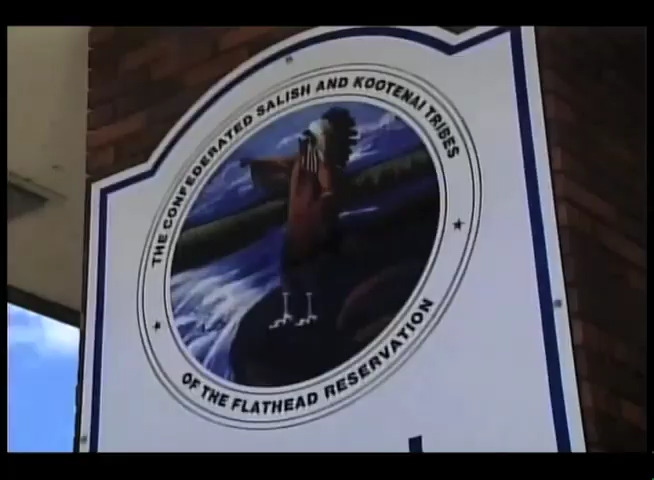 THE CONFEDERATED SALISH AND KOOTENAI TRIBES
OF THE FLATHEAD RESERVATION